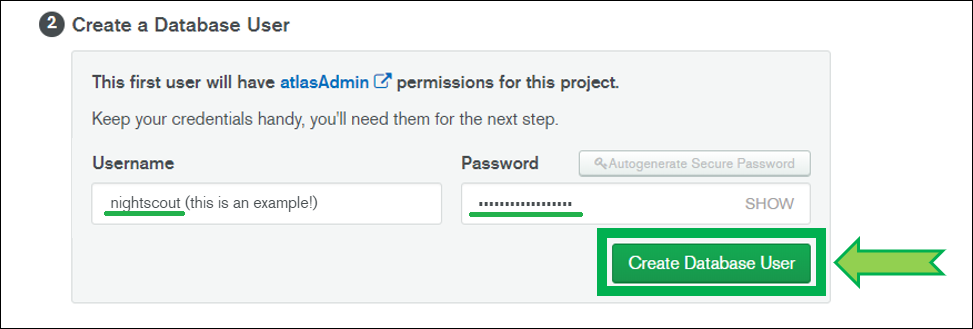 2 Create a Database User
This first user will have atlasAdmin permissions for this project.
Keep your credentials handy, you'll need them for the next step.
Username
Password
Autogenerate Secure Password
nightscout (this is an example!)
••••••••••••••••••
SHOW
Create Database User